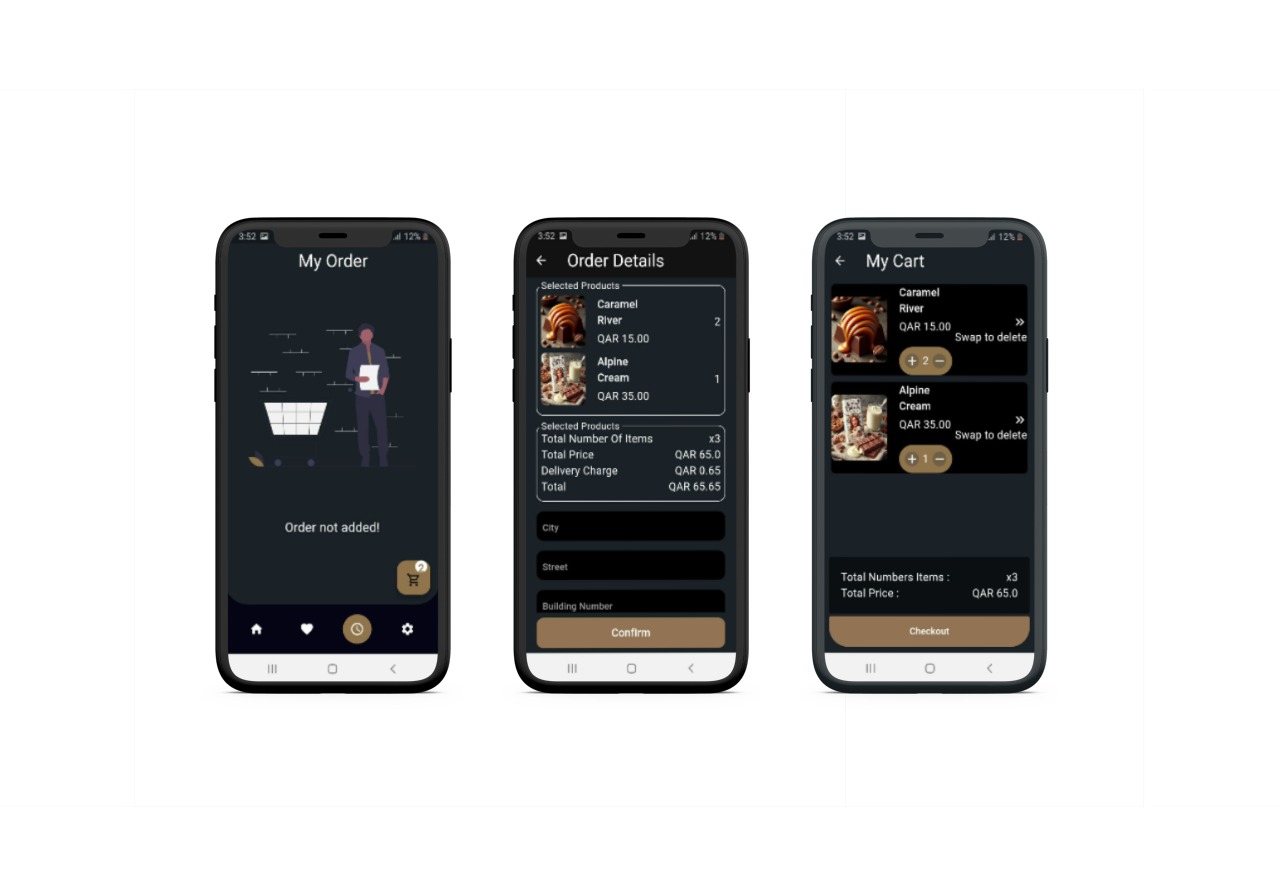 3:52
12%
My Order
Order not added!
2
3:52
12%
Order Details
Selected Products
Caramel
River
2
QAR 15.00
Alpine
Cream
1
QAR 35.00
Selected Products
Total Number Of Items x3
Total Price QAR 65.0
Delivery Charge QAR 0.65
Total QAR 65.65
City
Street
Building Number
Confirm
3:52
12%
My Cart
Caramel
River
QAR 15.00
Swap to delete
+ 2 −
Alpine
Cream
QAR 35.00
Swap to delete
+ 1 −
Total Numbers Items : x3
Total Price : QAR 65.0
Checkout